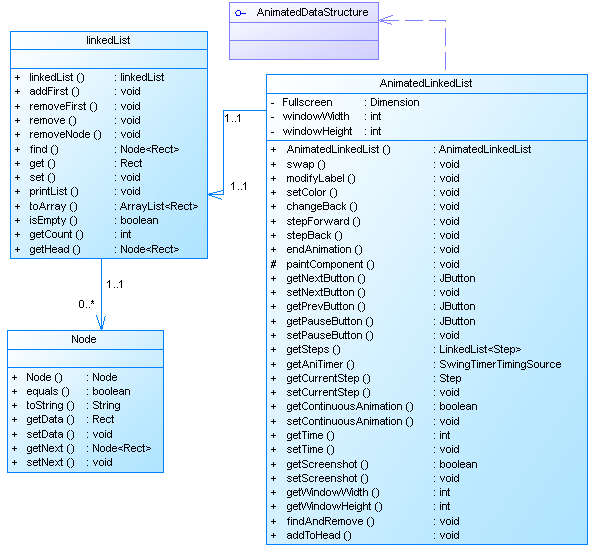 AnimatedDataStructure
linkedList
+ linkedList () : linkedList
+ addFirst () : void
+ removeFirst () : void
+ remove () : void
+ removeNode () : void
+ find () : Node<Rect>
+ get () : Rect
+ set () : void
+ printList () : void
+ toArray () : ArrayList<Rect>
+ isEmpty () : boolean
+ getCount () : int
+ getHead () : Node<Rect>
1..1
1..1
1..1
0..*
Node
+ Node () : Node
+ equals () : boolean
+ toString () : String
+ getData () : Rect
+ setData () : void
+ getNext () : Node<Rect>
+ setNext () : void
AnimatedLinkedList
- Fullscreen : Dimension
- windowWidth : int
- windowHeight : int
+ AnimatedLinkedList () : AnimatedLinkedList
+ swap () : void
+ modifyLabel () : void
+ setColor () : void
+ changeBack () : void
+ stepForward () : void
+ stepBack () : void
+ endAnimation () : void
# paintComponent () : void
+ getNextButton () : JButton
+ setNextButton () : void
+ getPrevButton () : JButton
+ getPauseButton () : JButton
+ setPauseButton () : void
+ getSteps () : LinkedList<Step>
+ getAniTimer () : SwingTimerTimingSource
+ getCurrentStep () : Step
+ setCurrentStep () : void
+ getContinuousAnimation () : boolean
+ setContinuousAnimation () : void
+ getTime () : int
+ setTime () : void
+ getScreenshot () : boolean
+ setScreenshot () : void
+ getWindowWidth () : int
+ getWindowHeight () : int
+ findAndRemove () : void
+ addToHead () : void